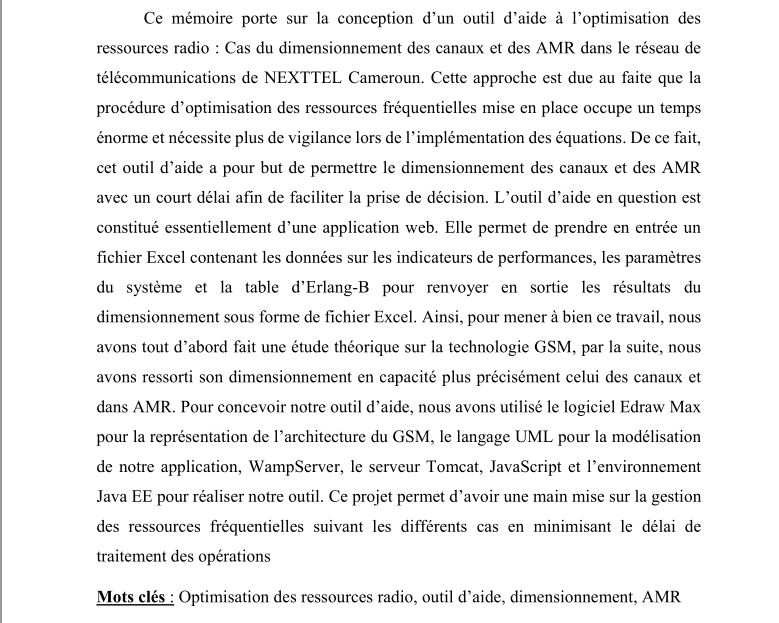 Ce mémoire porte sur la conception d’un outil d’aide à l’optimisation des
ressources radio : Cas du dimensionnement des canaux et des AMR dans le réseau de
télécommunications de NEXTTEL Cameroun. Cette approche est due au faite que la
procédure d’optimisation des ressources fréquentielles mise en place occupe un temps
énorme et nécessite plus de vigilance lors de l’implémentation des équations. De ce fait,
cet outil d’aide a pour but de permettre le dimensionnement des canaux et des AMR
avec un court délai afin de faciliter la prise de décision. L’outil d’aide en question est
constitué essentiellement d’une application web. Elle permet de prendre en entrée un
fichier Excel contenant les données sur les indicateurs de performances, les paramètres
du système et la table d’Erlang-B pour renvoyer en sortie les résultats du
dimensionnement sous forme de fichier Excel. Ainsi, pour mener à bien ce travail, nous
avons tout d’abord fait une étude théorique sur la technologie GSM, par la suite, nous
avons ressorti son dimensionnement en capacité plus précisément celui des canaux et
dans AMR. Pour concevoir notre outil d’aide, nous avons utilisé le logiciel Edraw Max
pour la représentation de l’architecture du GSM, le langage UML pour la modélisation
de notre application, WampServer, le serveur Tomcat, JavaScript et l’environnement
Java EE pour réaliser notre outil. Ce projet permet d’avoir une main mise sur la gestion
des ressources fréquentielles suivant les différents cas en minimisant le délai de
traitement des opérations
Mots clés : Optimisation des ressources radio, outil d’aide, dimensionnement, AMR